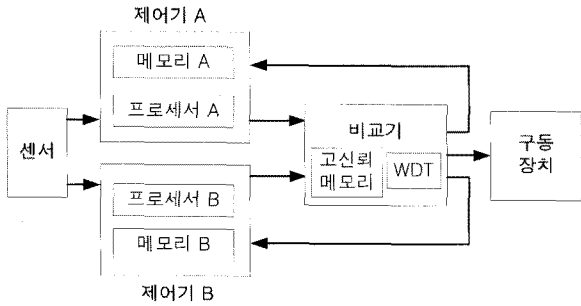 제어기 A
메모리 A
프로세서 A
센서
비교기
고신뢰
메모리
WDT
구동
장치
프로세서 B
메모리 B
제어기 B